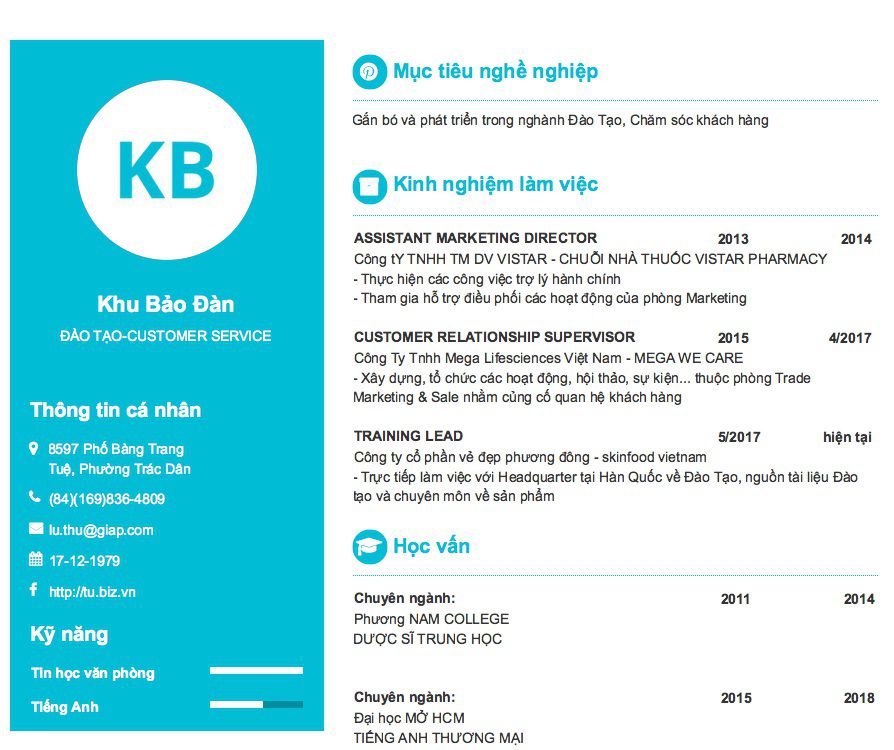 KB
Khu Bảo Đàn
ĐÀO TẠO-CUSTOMER SERVICE
Thông tin cá nhân
8597 Phố Bàng Trang
Tuệ, Phường Trác Dân
(84)(169)836-4809
lu.thu@giap.com
17-12-1979
http://tu.biz.vn
Kỹ năng
Tin học văn phòng
Tiếng Anh
Mục tiêu nghề nghiệp
Gắn bó và phát triển trong nghành Đào Tạo, Chăm sóc khách hàng
Kinh nghiệm làm việc
ASSISTANT MARKETING DIRECTOR 2013 2014
Công tY TNHH TM DV VISTAR - CHUỖI NHÀ THUỐC VISTAR PHARMACY
- Thực hiện các công việc trợ lý hành chính
- Tham gia hỗ trợ điều phối các hoạt động của phòng Marketing
CUSTOMER RELATIONSHIP SUPERVISOR 2015 4/2017
Công Ty Tnhh Mega Lifesciences Việt Nam - MEGA WE CARE
- Xây dựng, tổ chức các hoạt động, hội thảo, sự kiện... thuộc phòng Trade
Marketing & Sale nhằm củng cố quan hệ khách hàng
TRAINING LEAD 5/2017 hiện tại
Công ty cổ phần vẻ đẹp phương đông - skinfood vietnam
- Trực tiếp làm việc với Headquarter tại Hàn Quốc về Đào Tạo, nguồn tài liệu Đào
tạo và chuyên môn về sản phẩm
Học vấn
Chuyên ngành: 2011 2014
Phương NAM COLLEGE
DƯỢC SĨ TRUNG HỌC
Chuyên ngành: 2015 2018
Đại học MỞ HCM
TIẾNG ANH THƯƠNG MẠI